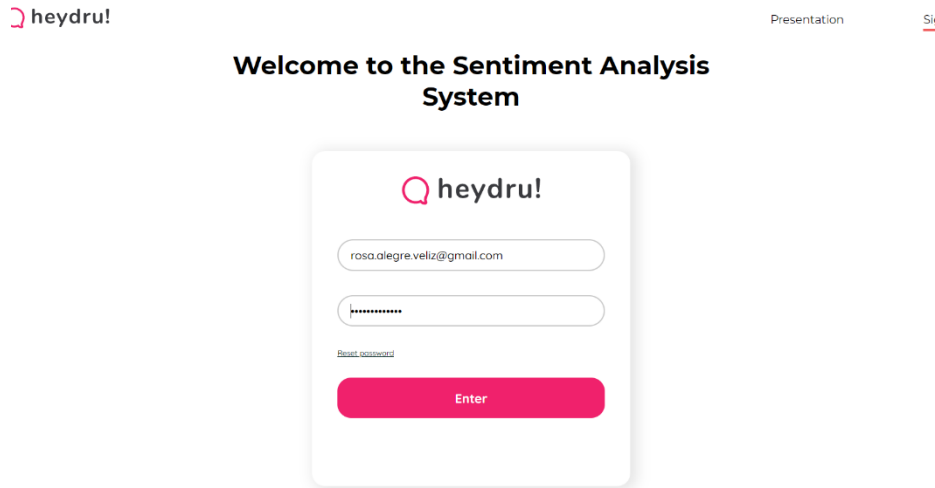 heydru!
Presentation
Welcome to the Sentiment Analysis
System
heydru!
rosa.alegre.veliz@gmail.com
•••••••••••••
Reset password
Enter